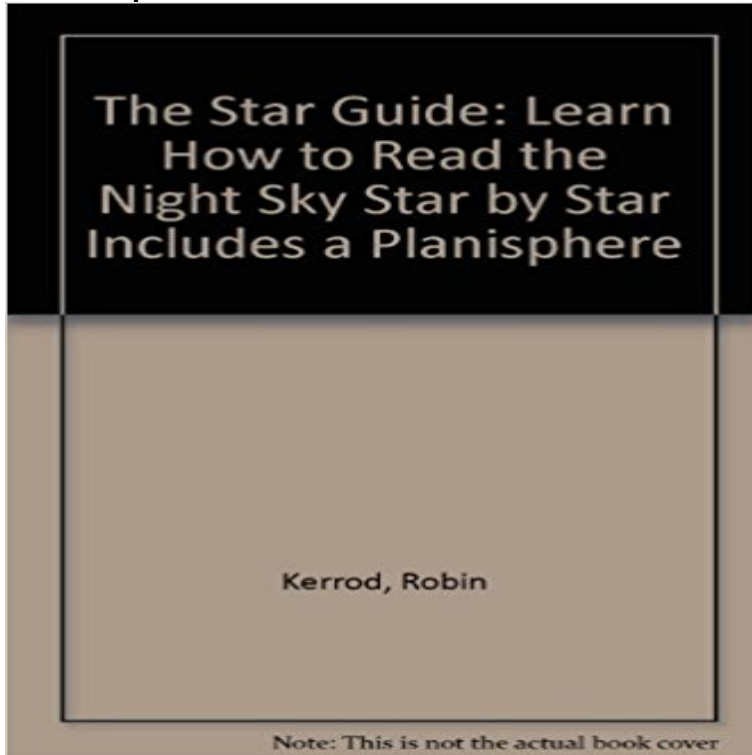 The Star Guide: Learn
How to Read the
Night Sky Star by Star
Includes a Planisphere
Kerrod, Robin
Note: This is not the actual book cover